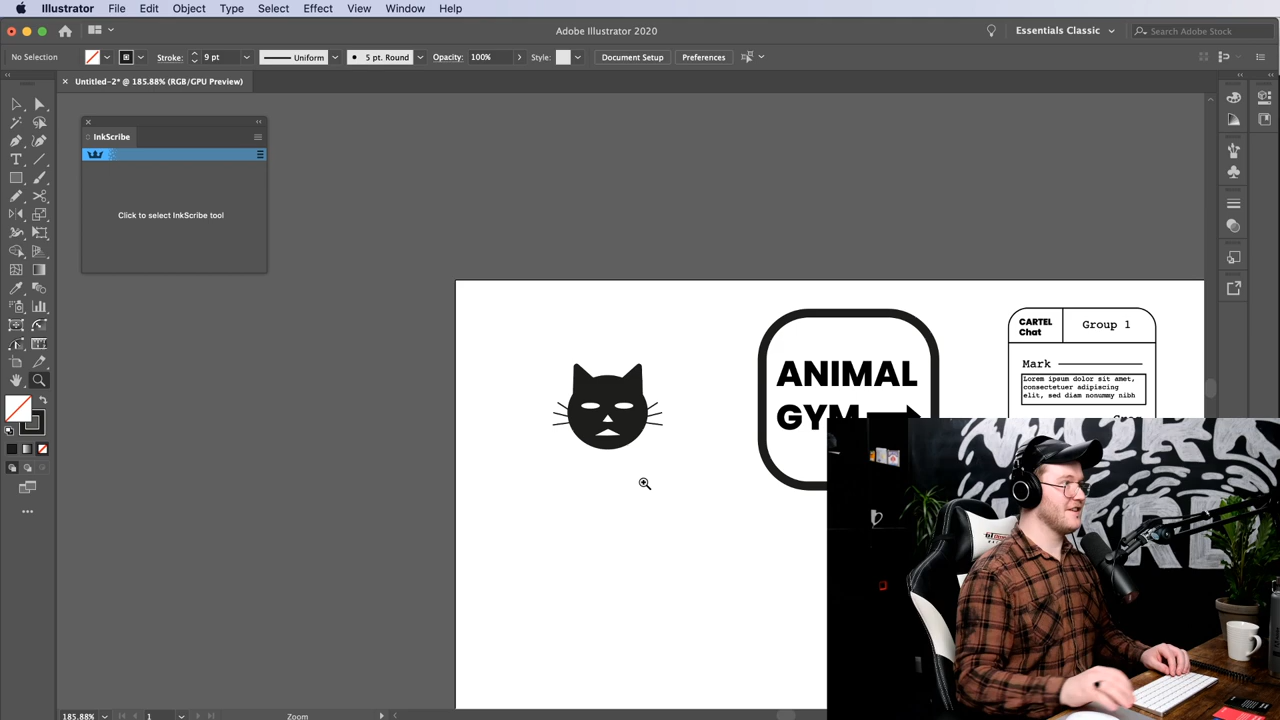 Illustrator File Edit Object Type Select Effect View Window Help
Adobe Illustrator 2020
Essentials Classic
Search Adobe Stock
No Selection
Stroke:
9 pt
Uniform
5 pt. Round
Opacity:
100%
Style:
Document Setup
Preferences
Untitled-2* @ 185.88% (RGB/GPU Preview)
InkScribe
Click to select InkScribe tool
ANIMAL
GYM
CARTEL
Chat
Group 1
Mark
Lorem ipsum dolor sit amet,
consectetuer adipiscing
elit, sed diam nonummy nibh
185.88%
1
Zoom